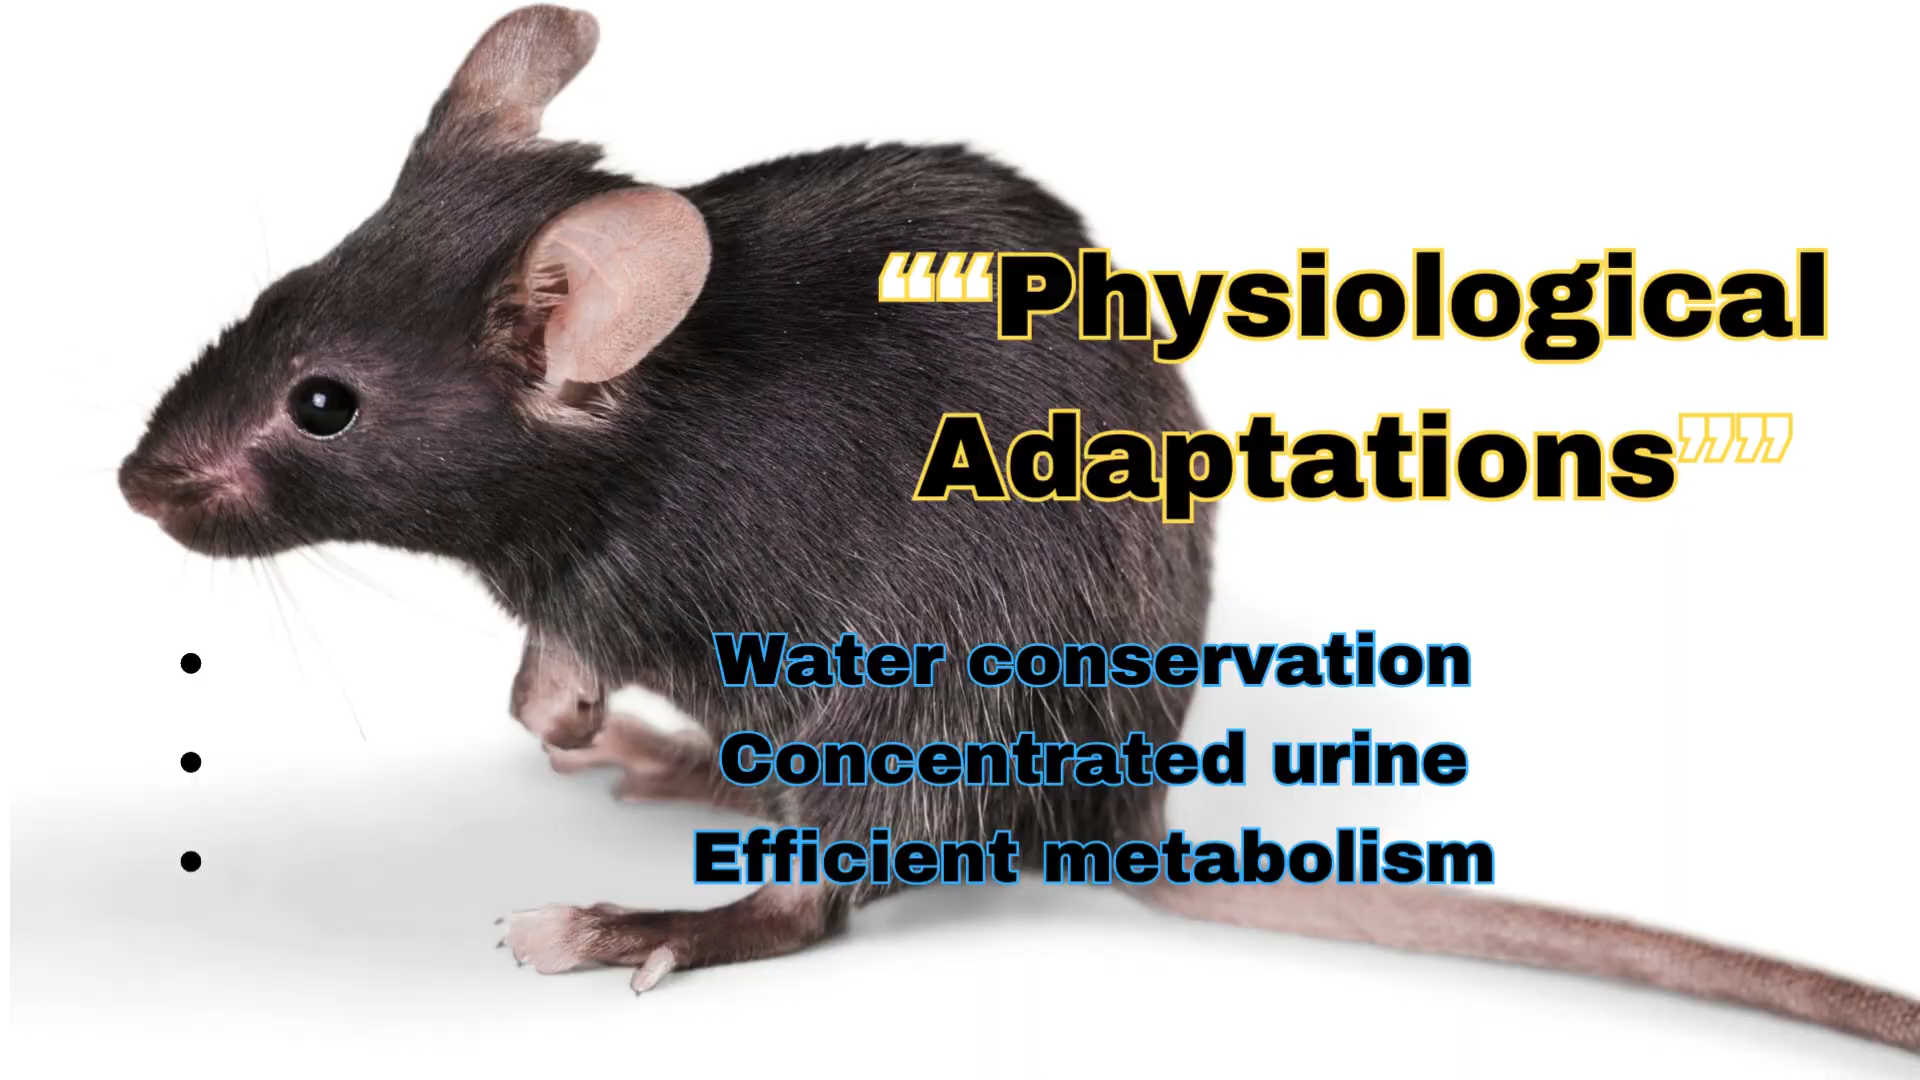 ““Physiological
Adaptations””
• Water conservation
• Concentrated urine
• Efficient metabolism